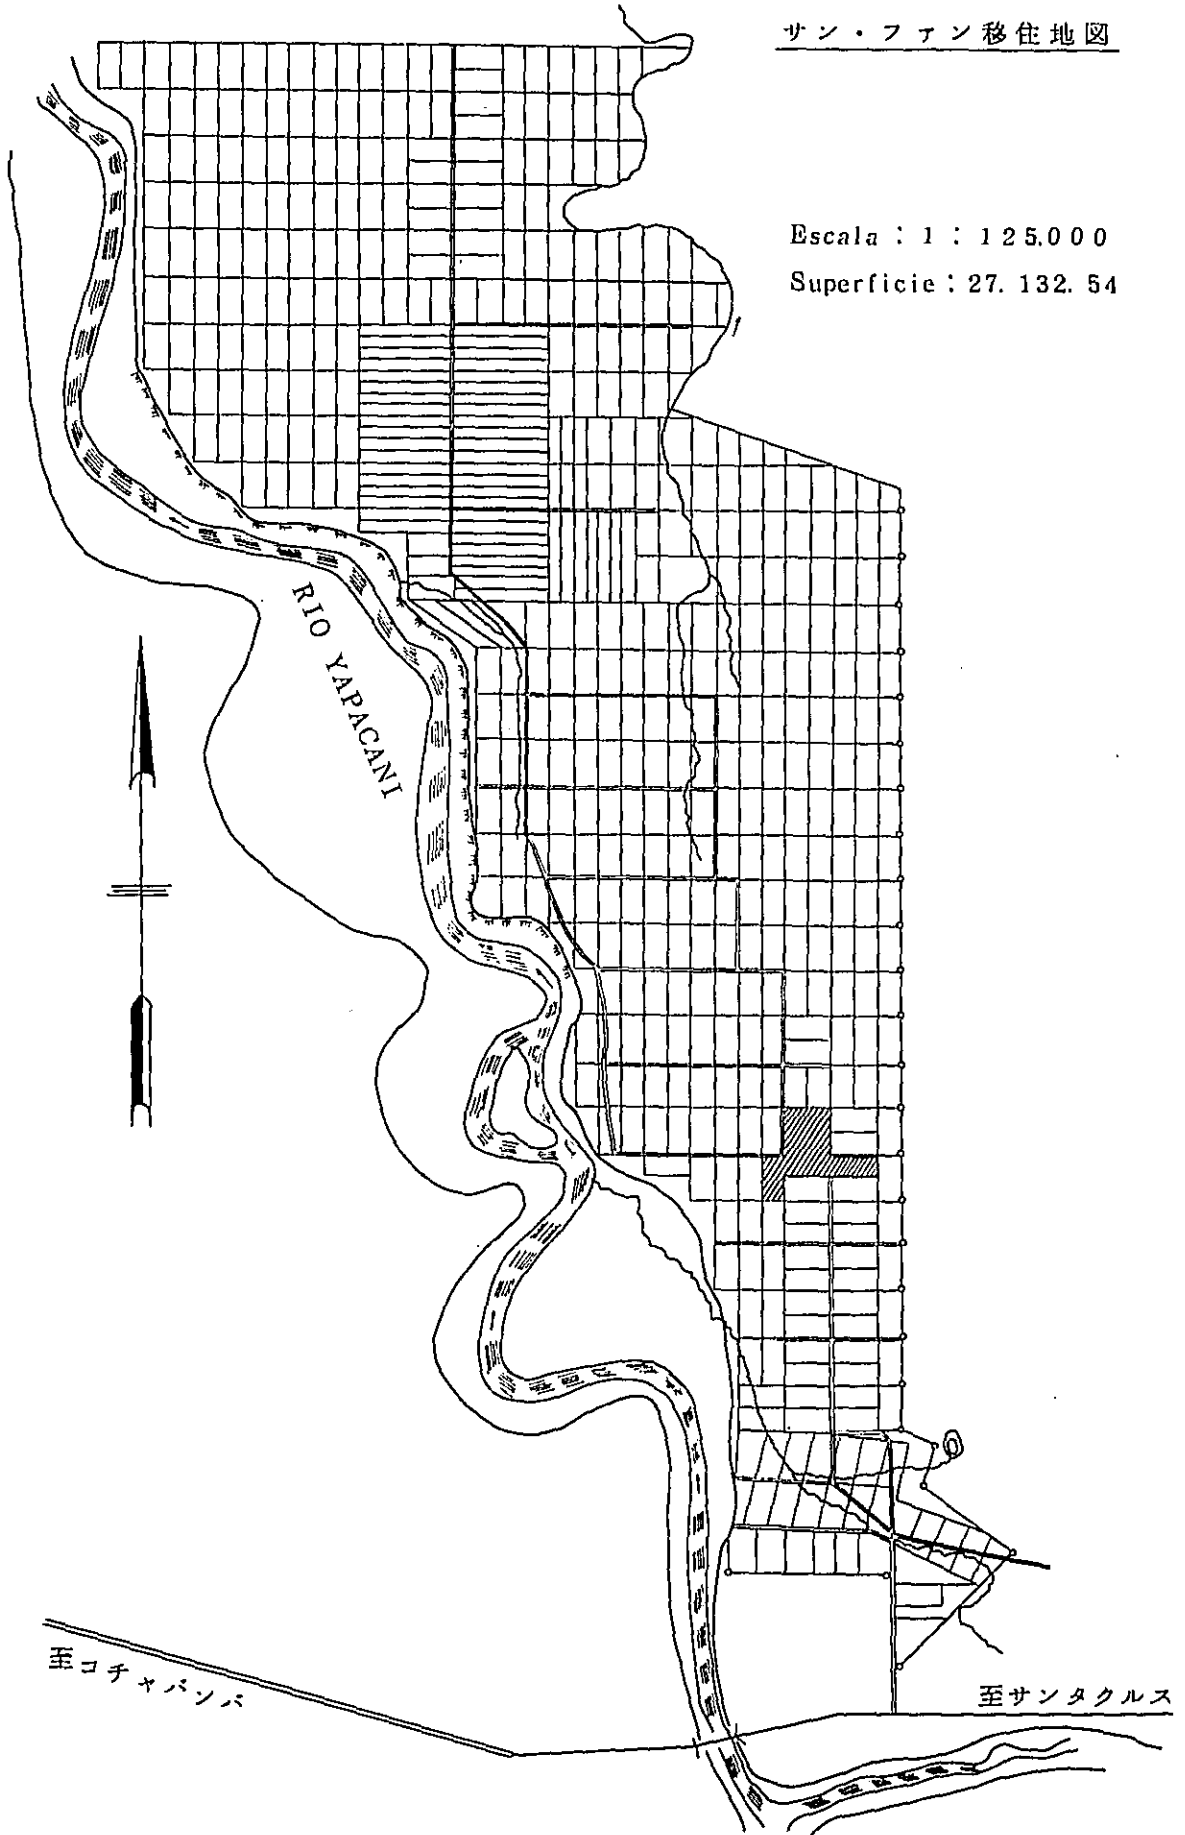 サン・ファン移住地図
Escala : 1 : 125.000
Superficie : 27. 132. 54
RIO YAPACANI
至コチャバンバ
至サンタクルス